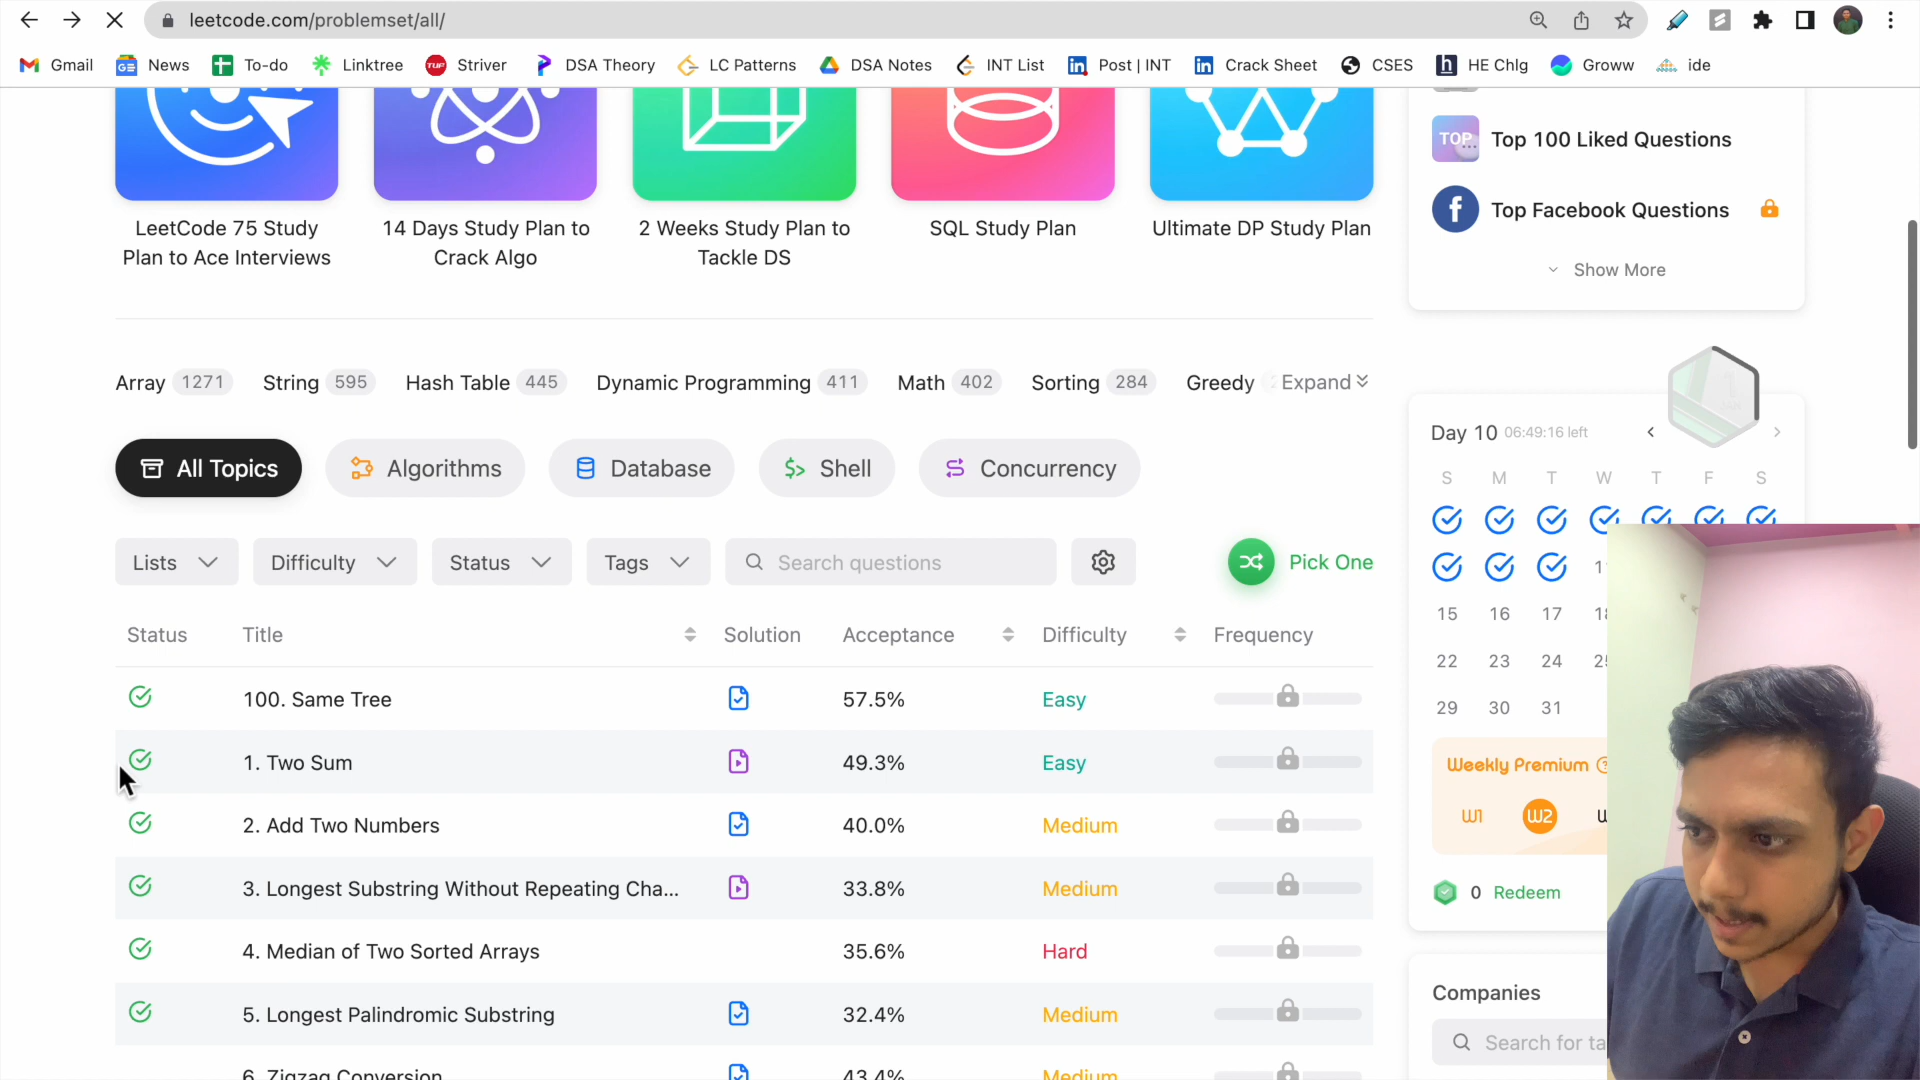 leetcode.com/problemset/all/
Gmail News To-do Linktree TUF Striver DSA Theory LC Patterns DSA Notes INT List Post | INT Crack Sheet CSES HE Chlg Groww ide
LeetCode 75 Study
Plan to Ace Interviews
14 Days Study Plan to
Crack Algo
2 Weeks Study Plan to
Tackle DS
SQL Study Plan
Ultimate DP Study Plan
TOP Top 100 Liked Questions
Top Facebook Questions
Show More
Array 1271 String 595 Hash Table 445 Dynamic Programming 411 Math 402 Sorting 284 Greedy Expand
All Topics Algorithms Database Shell Concurrency
Lists Difficulty Status Tags Search questions Pick One
Status Title Solution Acceptance Difficulty Frequency
100. Same Tree 57.5% Easy
1. Two Sum 49.3% Easy
2. Add Two Numbers 40.0% Medium
3. Longest Substring Without Repeating Cha... 33.8% Medium
4. Median of Two Sorted Arrays 35.6% Hard
5. Longest Palindromic Substring 32.4% Medium
6. Zigzag Conversion 43.4% Medium
Day 10 06:49:16 left
S M T W T F S
15 16 17
22 23 24
29 30 31
Weekly Premium
W1 W2
0 Redeem
Companies
Search for